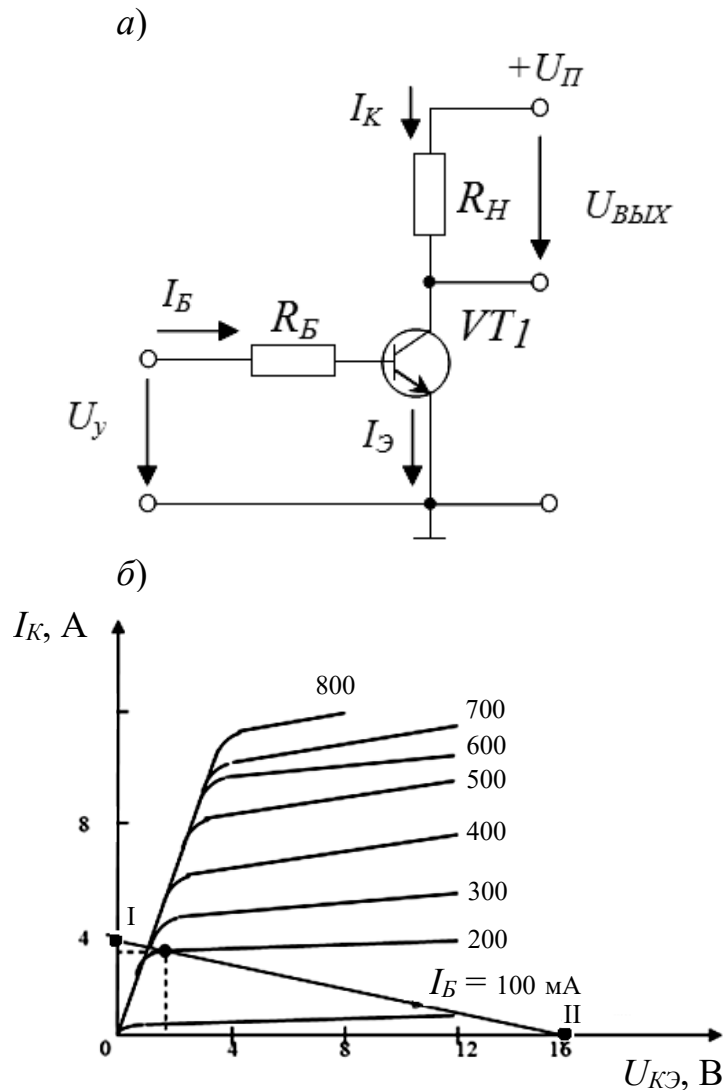 а)
+U_П
I_К
R_Н
U_ВЫХ
I_Б
R_Б
VT1
U_у
I_Э
б)
I_К, А
800
700
600
500
8
400
300
4
I
200
I_Б = 100 мА
II
0
4
8
12
16
U_КЭ, В